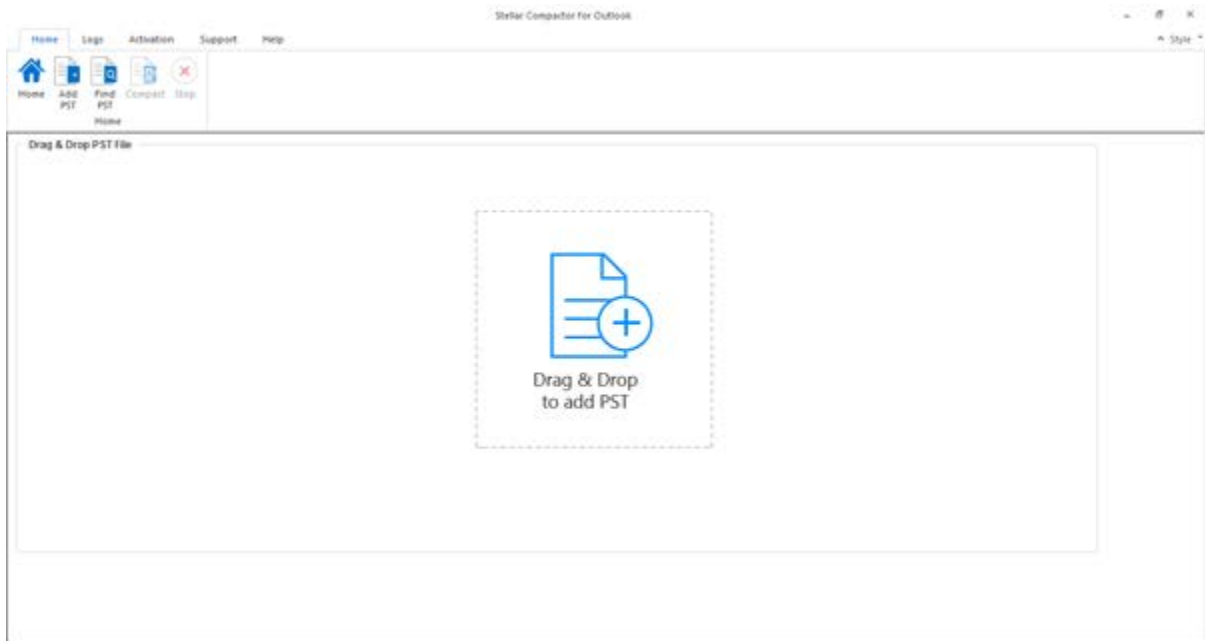 Stellar Compactor for Outlook
Home Logs Activation Support Help
Style
Home Add PST Find PST Compact Stop
Home
Drag & Drop PST File
Drag & Drop
to add PST